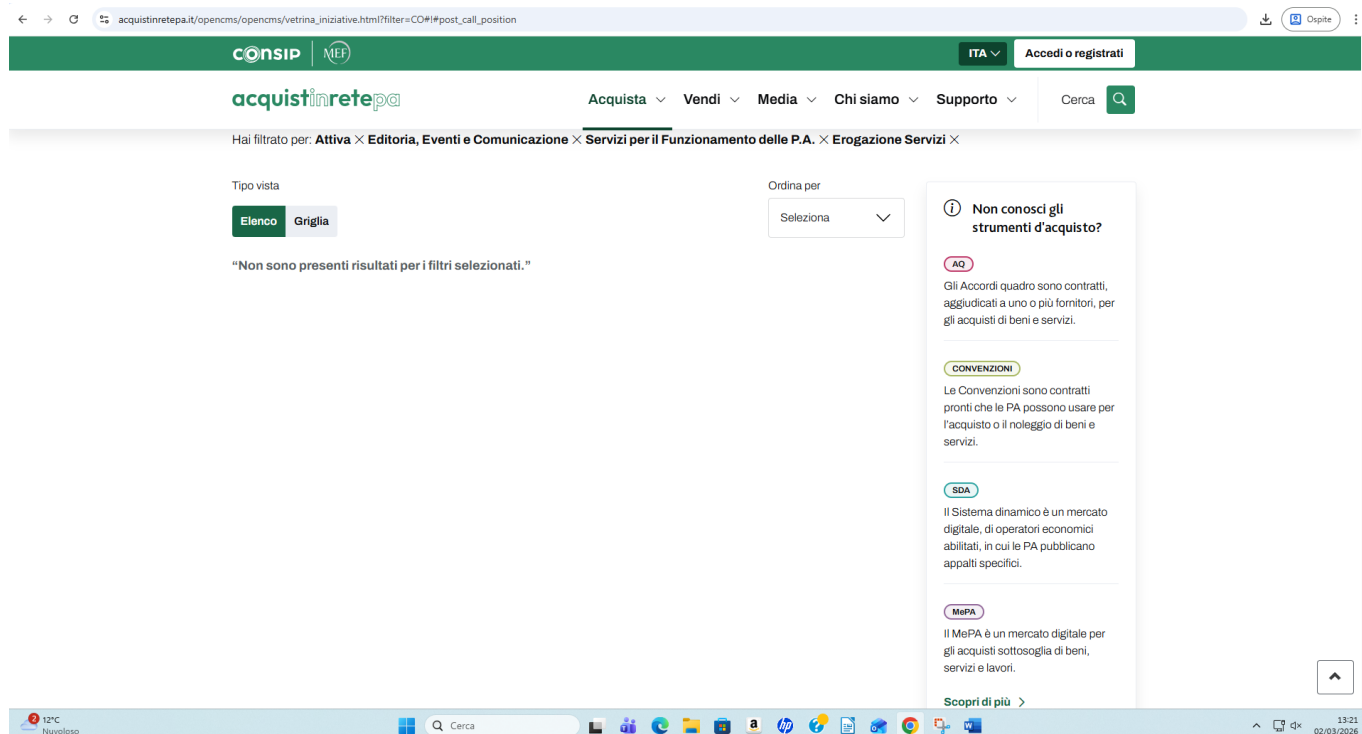 acquistinretepa.it/opencms/opencms/vetrina_iniziative.html?filter=CO#!#post_call_position
Ospite
consip MEF
ITA
Accedi o registrati
acquistinretepa
Acquista Vendi Media Chi siamo Supporto Cerca
Hai filtrato per: Attiva × Editoria, Eventi e Comunicazione × Servizi per il Funzionamento delle P.A. × Erogazione Servizi ×
Tipo vista
Elenco Griglia
Ordina per
Seleziona
“Non sono presenti risultati per i filtri selezionati.”
Non conosci gli
strumenti d'acquisto?
AQ
Gli Accordi quadro sono contratti,
aggiudicati a uno o più fornitori, per
gli acquisti di beni e servizi.
CONVENZIONI
Le Convenzioni sono contratti
pronti che le PA possono usare per
l'acquisto o il noleggio di beni e
servizi.
SDA
Il Sistema dinamico è un mercato
digitale, di operatori economici
abilitati, in cui le PA pubblicano
appalti specifici.
MePA
Il MePA è un mercato digitale per
gli acquisti sottosoglia di beni,
servizi e lavori.
Scopri di più
2
12°C
Nuvoloso
Cerca
13:21
02/03/2026